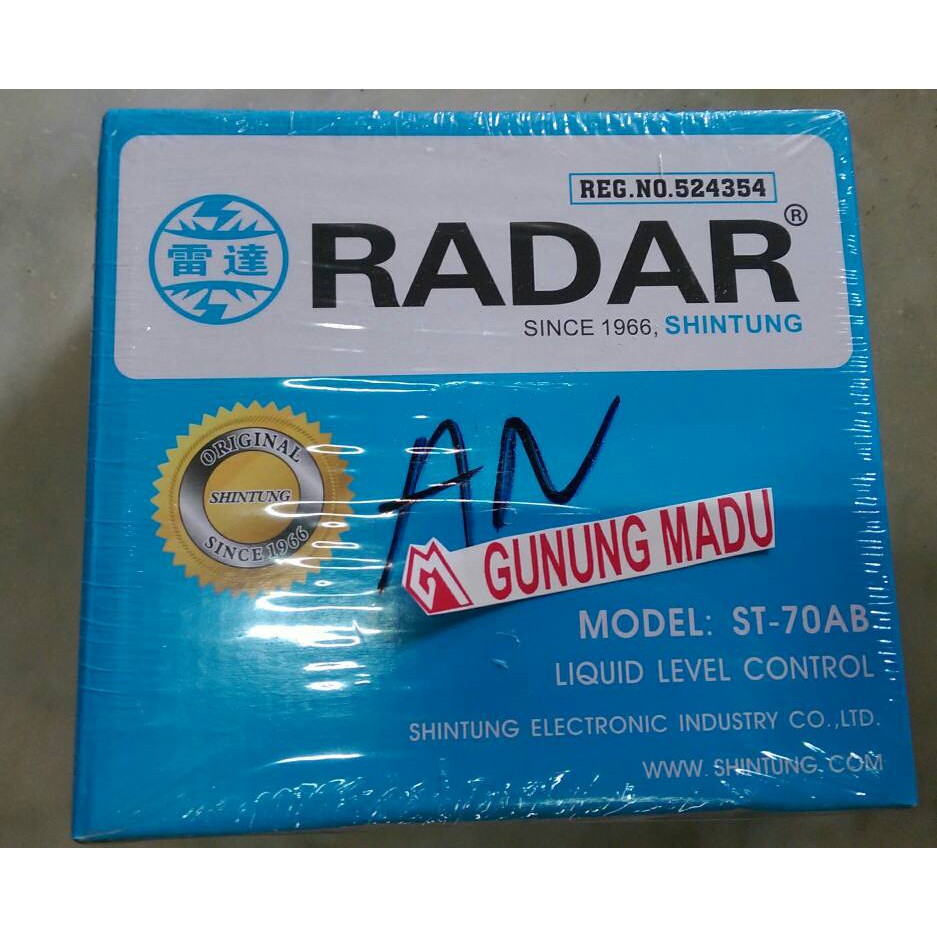 REG.NO.524354
雷達
RADAR®
SINCE 1966, SHINTUNG
ORIGINAL
SHINTUNG
SINCE 1966
AN
GUNUNG MADU
MODEL: ST-70AB
LIQUID LEVEL CONTROL
SHINTUNG ELECTRONIC INDUSTRY CO.,LTD.
WWW.SHINTUNG.COM